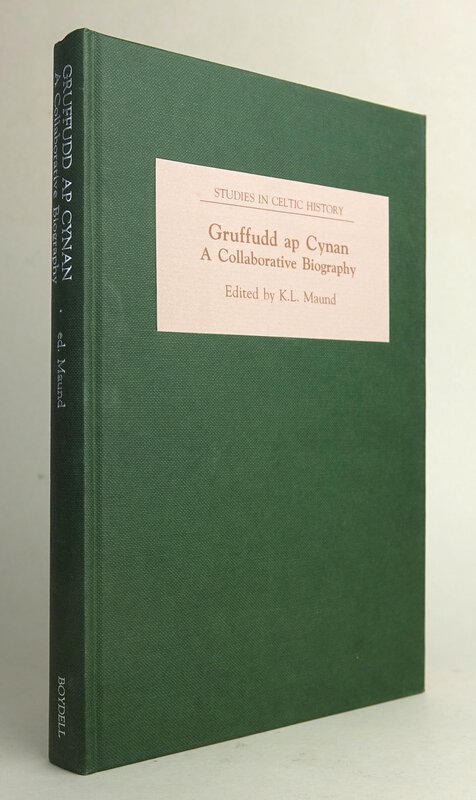 STUDIES IN CELTIC HISTORY
Gruffudd ap Cynan
A Collaborative Biography
Edited by K.L. Maund
GRUFFUDD AP CYNAN
A Collaborative Biography
· ed. Maund
BOYDELL